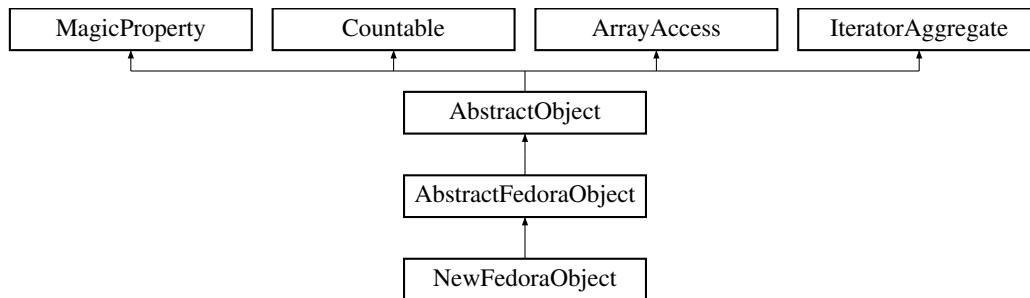 MagicProperty Countable ArrayAccess IteratorAggregate
AbstractObject
AbstractFedoraObject
NewFedoraObject